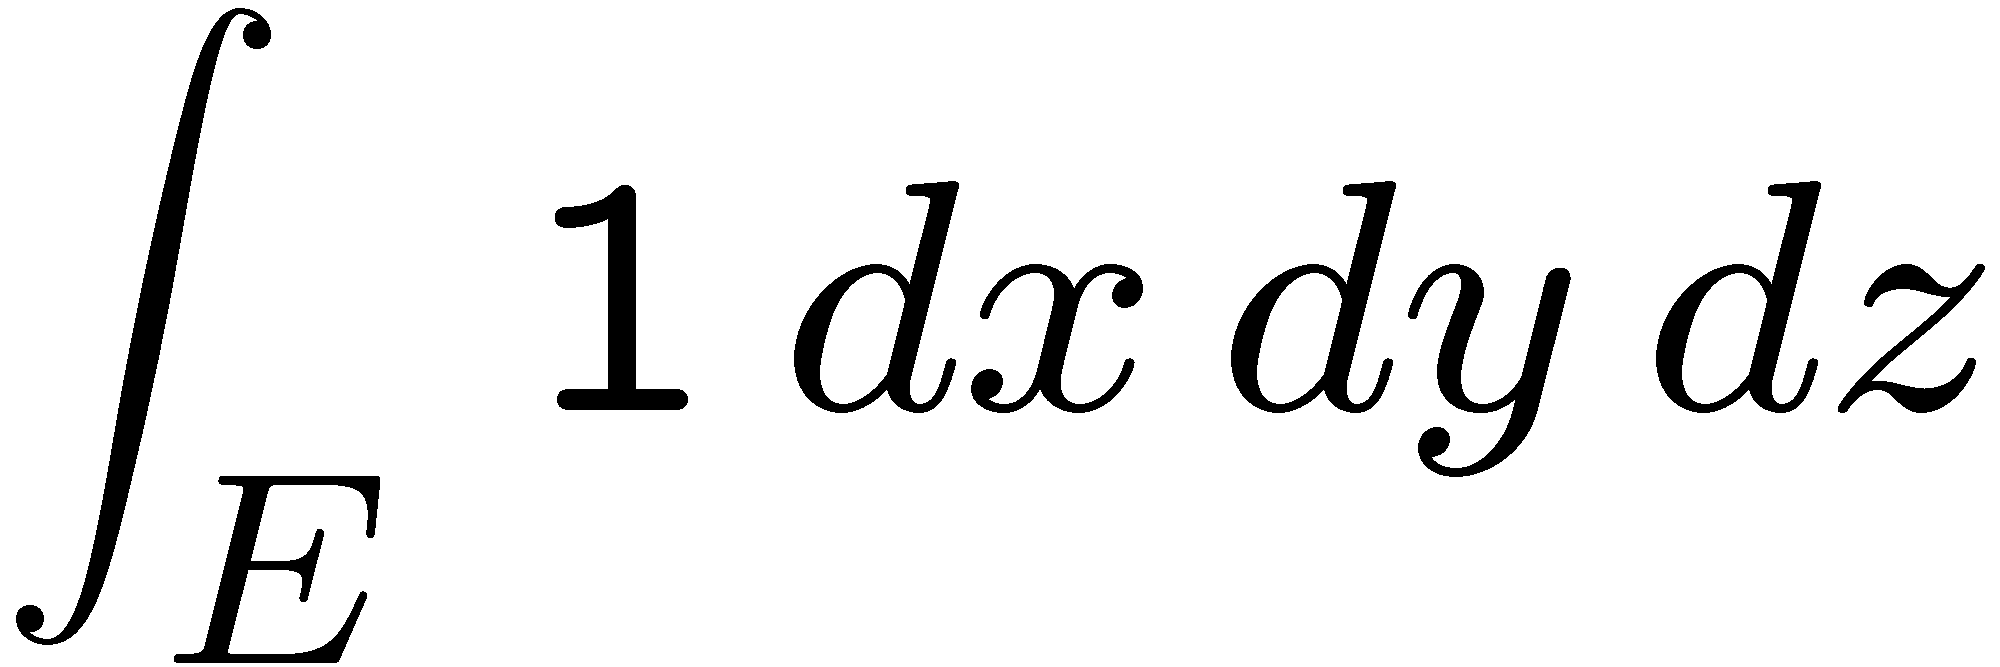 ∫_E 1 dx dy dz